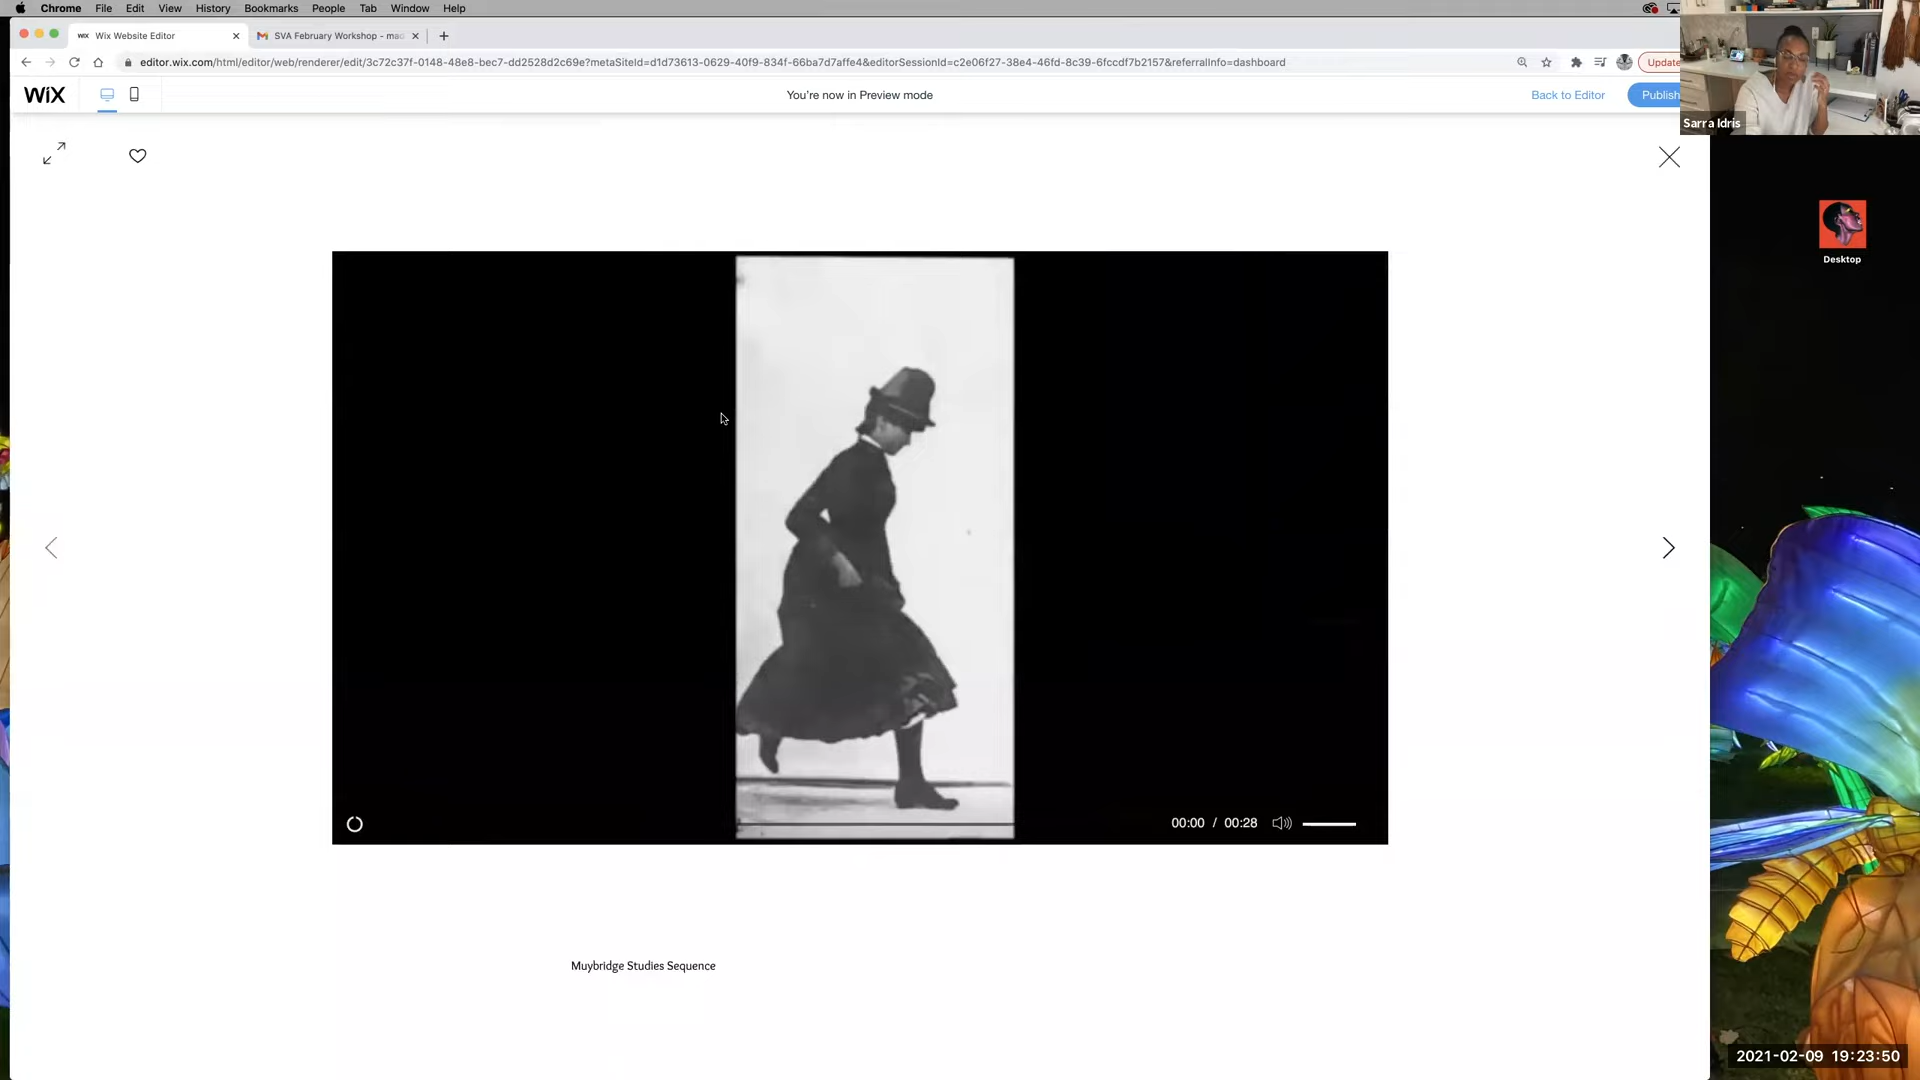 Chrome File Edit View History Bookmarks People Tab Window Help
WiX Wix Website Editor
SVA February Workshop - mad
editor.wix.com/html/editor/web/renderer/edit/3c72c37f-0148-48e8-bec7-dd2528d2c69e?metaSiteId=d1d73613-0629-40f9-834f-66ba7d7affe4&editorSessionId=c2e06f27-38e4-46fd-8c39-6fccdf7b2157&referralInfo=dashboard
Update
WiX
You're now in Preview mode
Back to Editor
Publish
Sarra Idris
Desktop
00:00 / 00:28
Muybridge Studies Sequence
2021-02-09 19:23:50